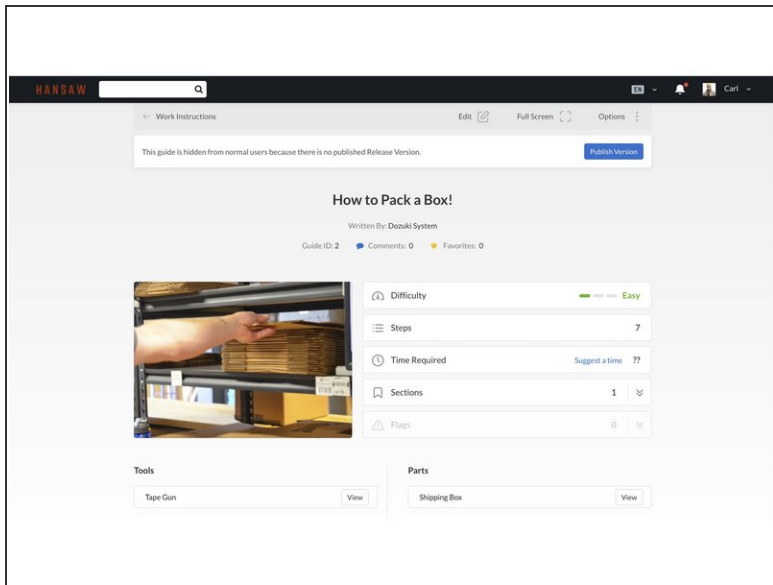 HANSAW
EN
Carl
Work Instructions
Edit
Full Screen
Options
This guide is hidden from normal users because there is no published Release Version.
Publish Version
How to Pack a Box!
Written By: Dozuki System
Guide ID: 2 Comments: 0 Favorites: 0
Difficulty Easy
Steps 7
Time Required Suggest a time ??
Sections 1
Flags 0
Tools
Tape Gun View
Parts
Shipping Box View